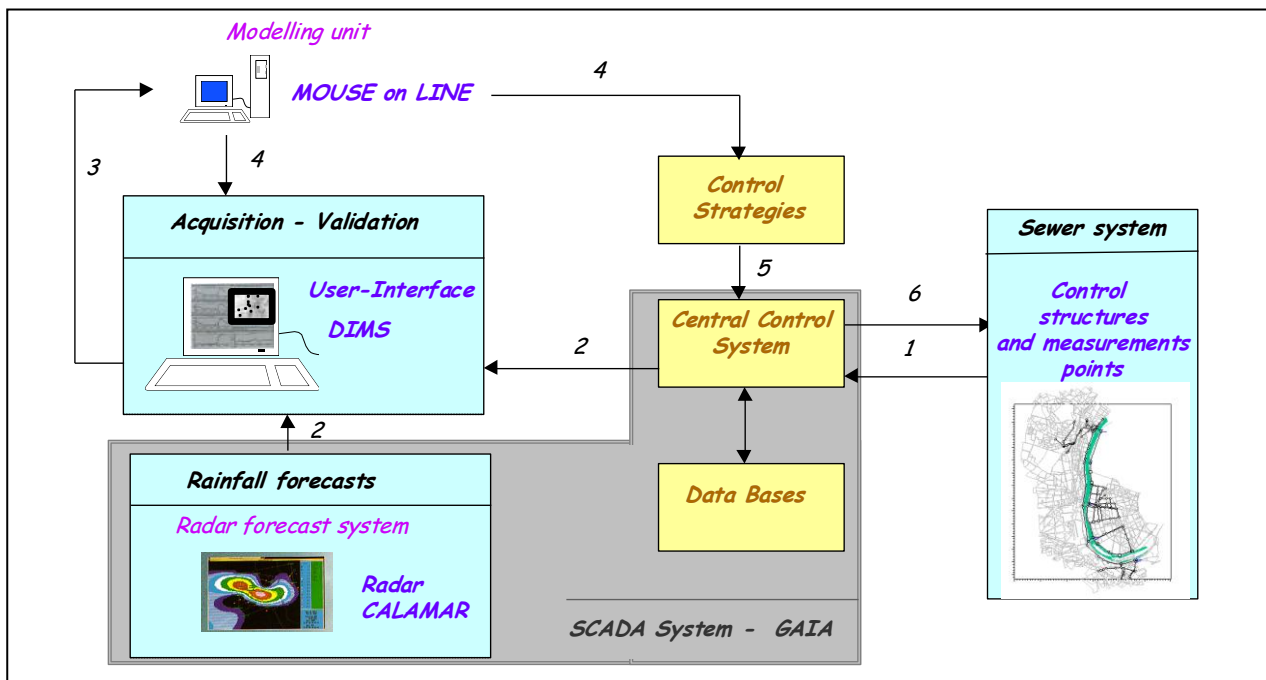 Modelling unit
MOUSE on LINE
4
3
4
Acquisition - Validation
User-Interface
DIMS
2
2
Rainfall forecasts
Radar forecast system
Radar
CALAMAR
Control
Strategies
5
Central Control
System
Data Bases
SCADA System - GAIA
6
1
Sewer system
Control
structures
and measurements
points